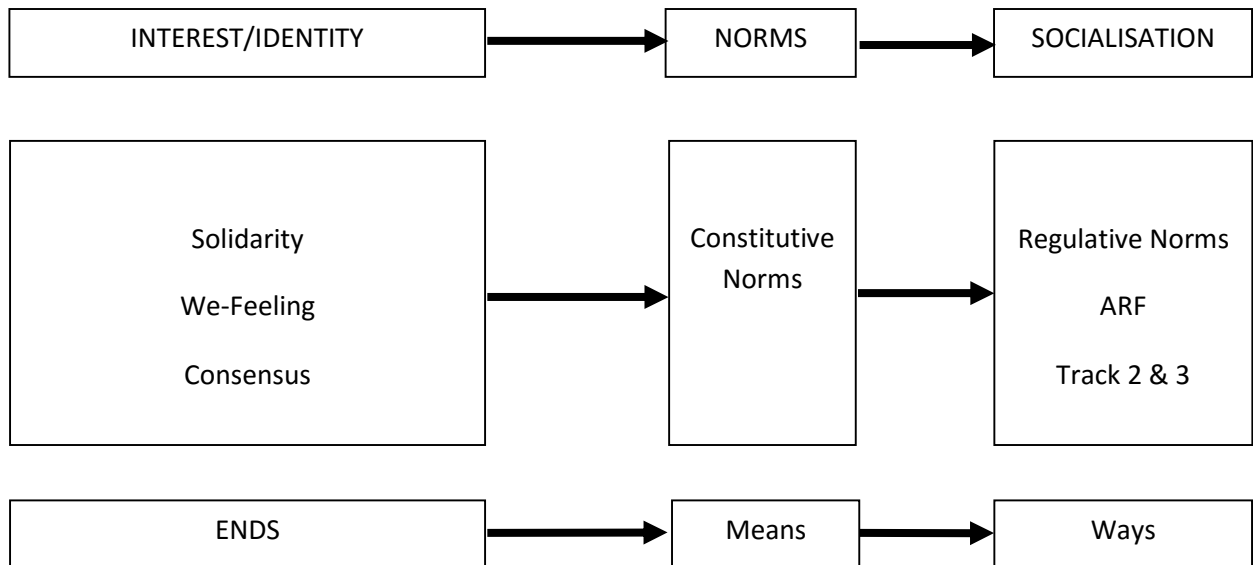 INTEREST/IDENTITY
NORMS
SOCIALISATION
Solidarity
We-Feeling
Consensus
Constitutive
Norms
Regulative Norms
ARF
Track 2 & 3
ENDS
Means
Ways